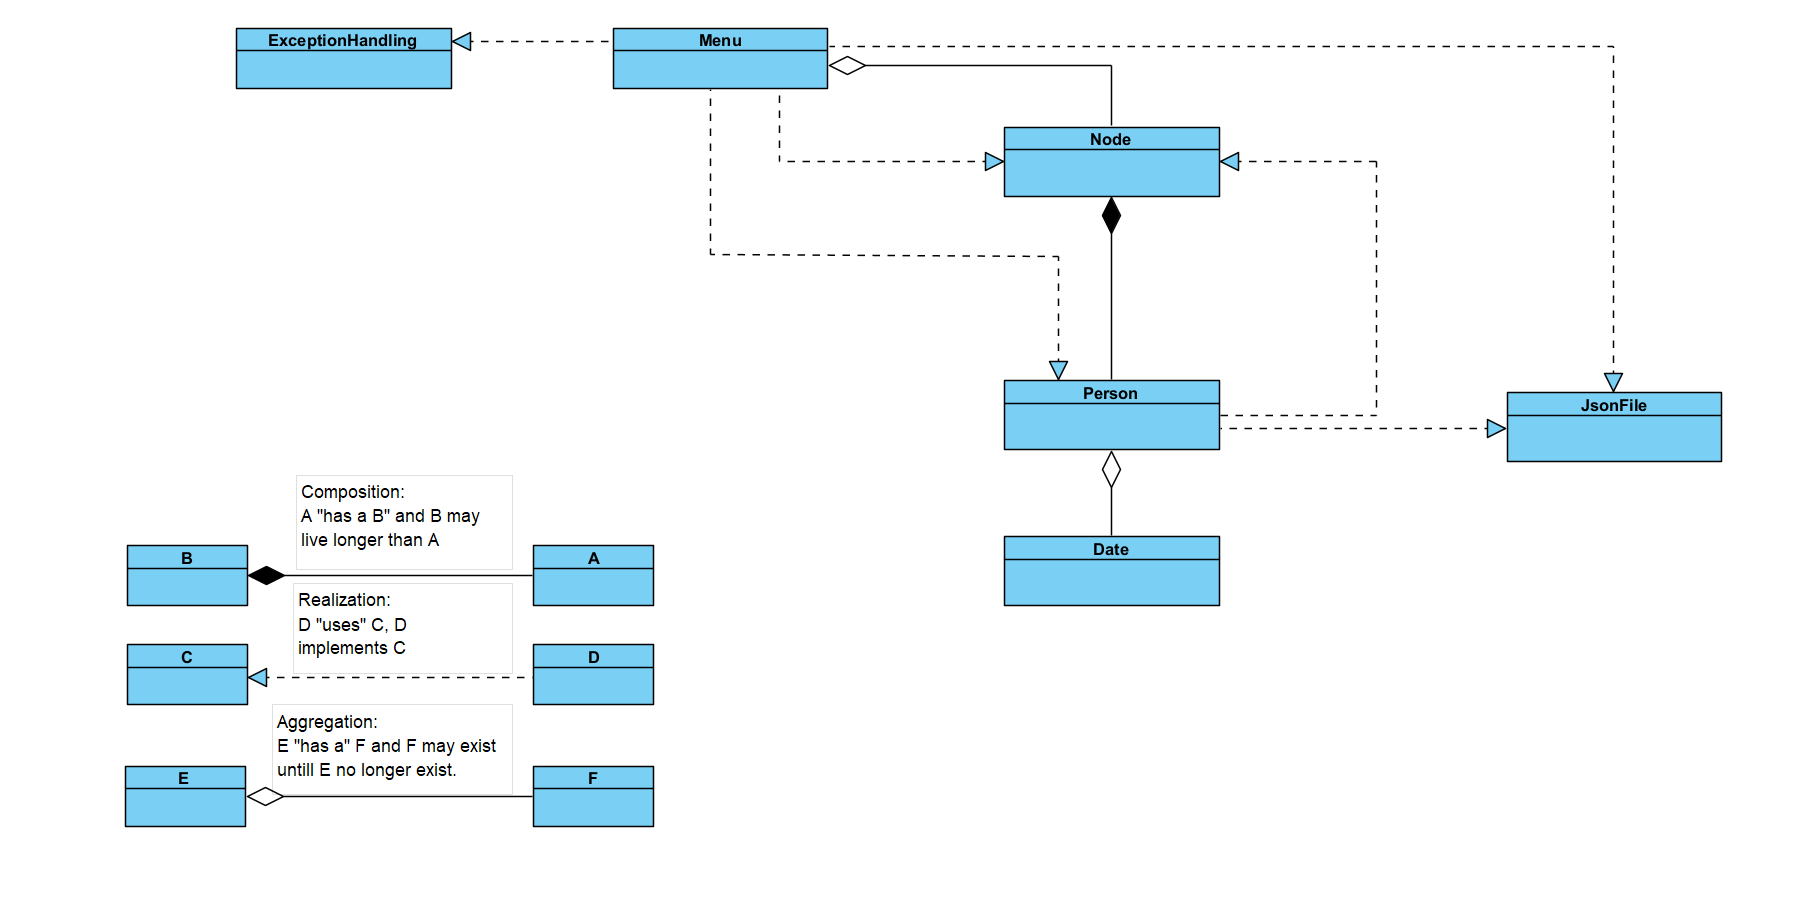 ExceptionHandling
Menu
Node
Person
JsonFile
Date
Composition:
A "has a B" and B may
live longer than A
B
A
Realization:
D "uses" C, D
implements C
C
D
Aggregation:
E "has a" F and F may exist
untill E no longer exist.
E
F